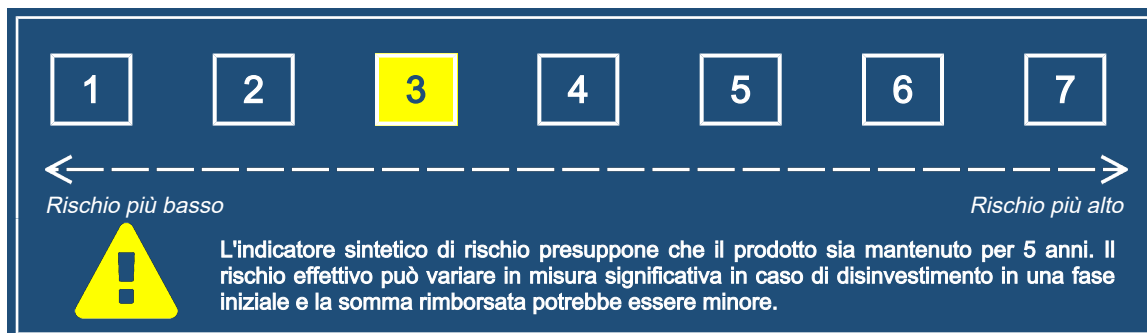 1 2 3 4 5 6 7
Rischio più basso Rischio più alto
L'indicatore sintetico di rischio presuppone che il prodotto sia mantenuto per 5 anni. Il
rischio effettivo può variare in misura significativa in caso di disinvestimento in una fase
iniziale e la somma rimborsata potrebbe essere minore.